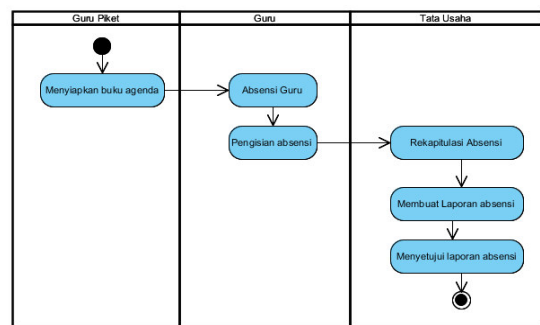 Guru Piket
Guru
Tata Usaha
Menyiapkan buku agenda
Absensi Guru
Pengisian absensi
Rekapitulasi Absensi
Membuat Laporan absensi
Menyetujui laporan absensi